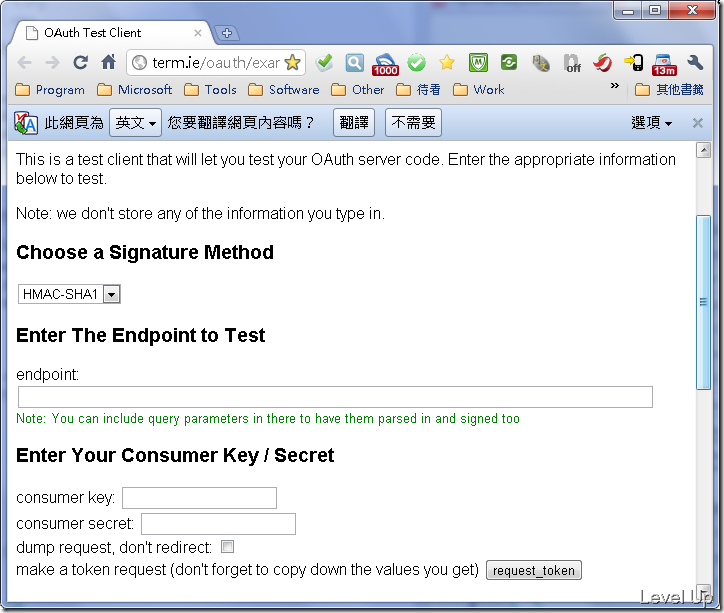 OAuth Test Client
term.ie/oauth/exar
1000
off
13m
Program Microsoft Tools Software Other 待看 Work » 其他書籤
此網頁為 英文 您要翻譯網頁內容嗎？ 翻譯 不需要 選項
This is a test client that will let you test your OAuth server code. Enter the appropriate information
below to test.
Note: we don't store any of the information you type in.
Choose a Signature Method
HMAC-SHA1
Enter The Endpoint to Test
endpoint:
Note: You can include query parameters in there to have them parsed in and signed too
Enter Your Consumer Key / Secret
consumer key:
consumer secret:
dump request, don't redirect:
make a token request (don't forget to copy down the values you get) request_token
Level Up